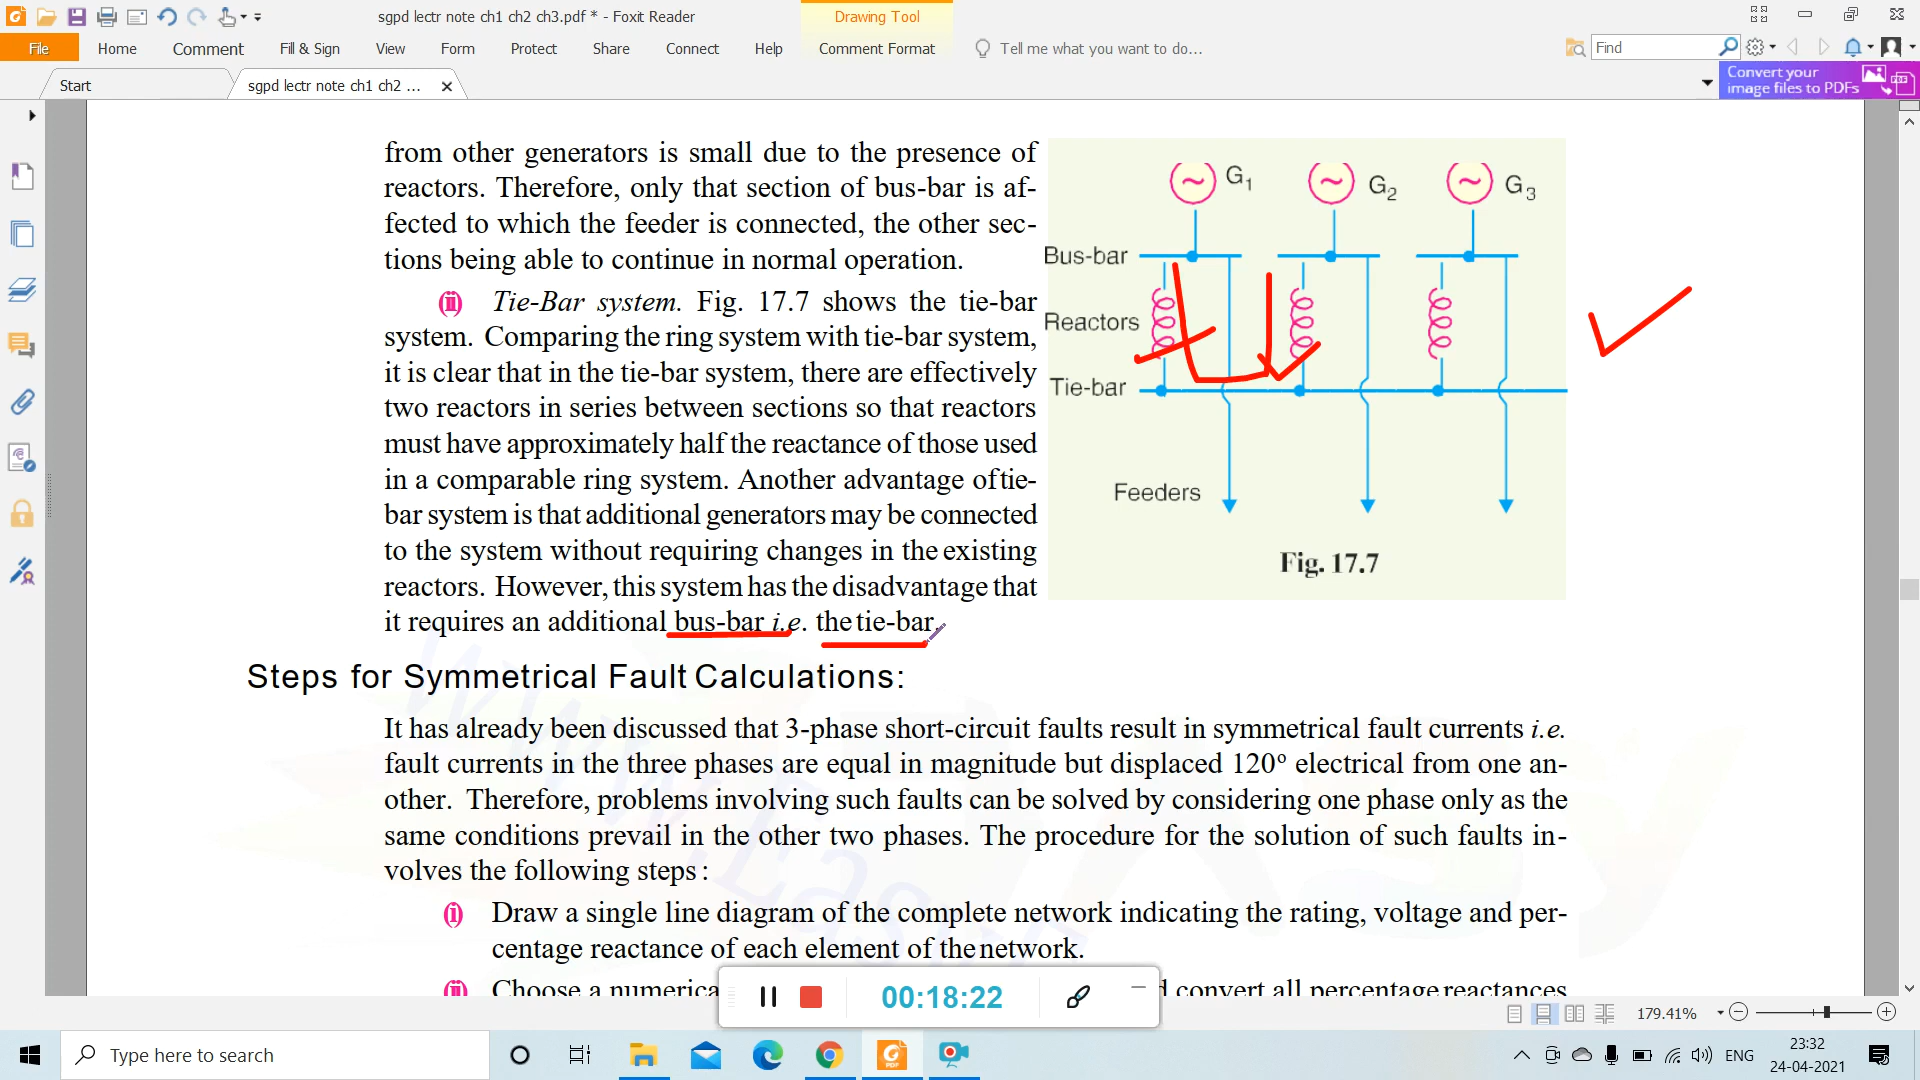 sgpd lectr note ch1 ch2 ch3.pdf * - Foxit Reader
Drawing Tool
File
Home
Comment
Fill & Sign
View
Form
Protect
Share
Connect
Help
Comment Format
Tell me what you want to do...
Find
Start
sgpd lectr note ch1 ch2 ...
Convert your
image files to PDFs
from other generators is small due to the presence of
reactors. Therefore, only that section of bus-bar is af-
fected to which the feeder is connected, the other sec-
tions being able to continue in normal operation.
(ii) Tie-Bar system. Fig. 17.7 shows the tie-bar
system. Comparing the ring system with tie-bar system,
it is clear that in the tie-bar system, there are effectively
two reactors in series between sections so that reactors
must have approximately half the reactance of those used
in a comparable ring system. Another advantage of tie-
bar system is that additional generators may be connected
to the system without requiring changes in the existing
reactors. However, this system has the disadvantage that
it requires an additional bus-bar i.e. the tie-bar.
G1
G2
G3
Bus-bar
Reactors
Tie-bar
Feeders
Fig. 17.7
Steps for Symmetrical Fault Calculations:
It has already been discussed that 3-phase short-circuit faults result in symmetrical fault currents i.e.
fault currents in the three phases are equal in magnitude but displaced 120º electrical from one an-
other. Therefore, problems involving such faults can be solved by considering one phase only as the
same conditions prevail in the other two phases. The procedure for the solution of such faults in-
volves the following steps :
(i) Draw a single line diagram of the complete network indicating the rating, voltage and per-
centage reactance of each element of the network.
(ii) Choose a numerica
convert all percentage reactances
00:18:22
179.41%
Type here to search
ENG
23:32
24-04-2021